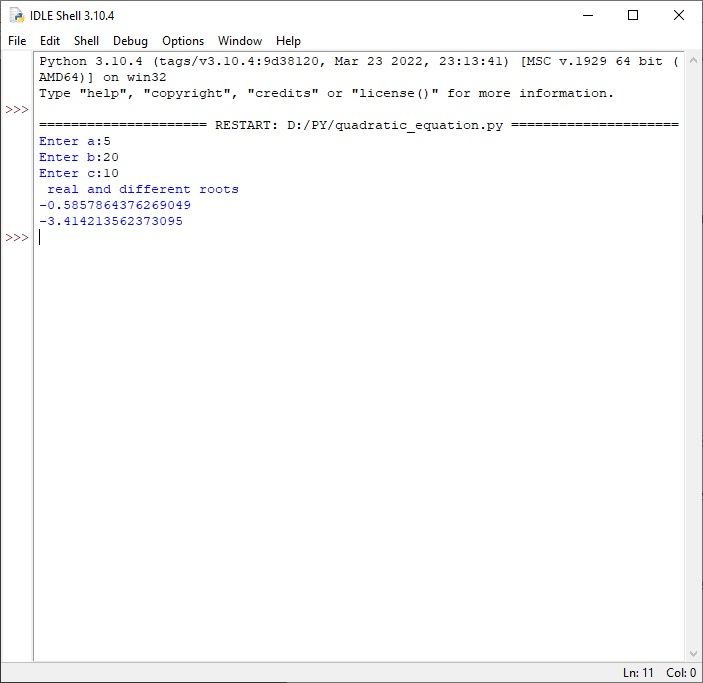 IDLE Shell 3.10.4
File Edit Shell Debug Options Window Help
Python 3.10.4 (tags/v3.10.4:9d38120, Mar 23 2022, 23:13:41) [MSC v.1929 64 bit (
AMD64)] on win32
Type "help", "copyright", "credits" or "license()" for more information.
>>>
===================== RESTART: D:/PY/quadratic_equation.py =====================
Enter a:5
Enter b:20
Enter c:10
 real and different roots
-0.5857864376269049
-3.414213562373095
>>>
Ln: 11 Col: 0